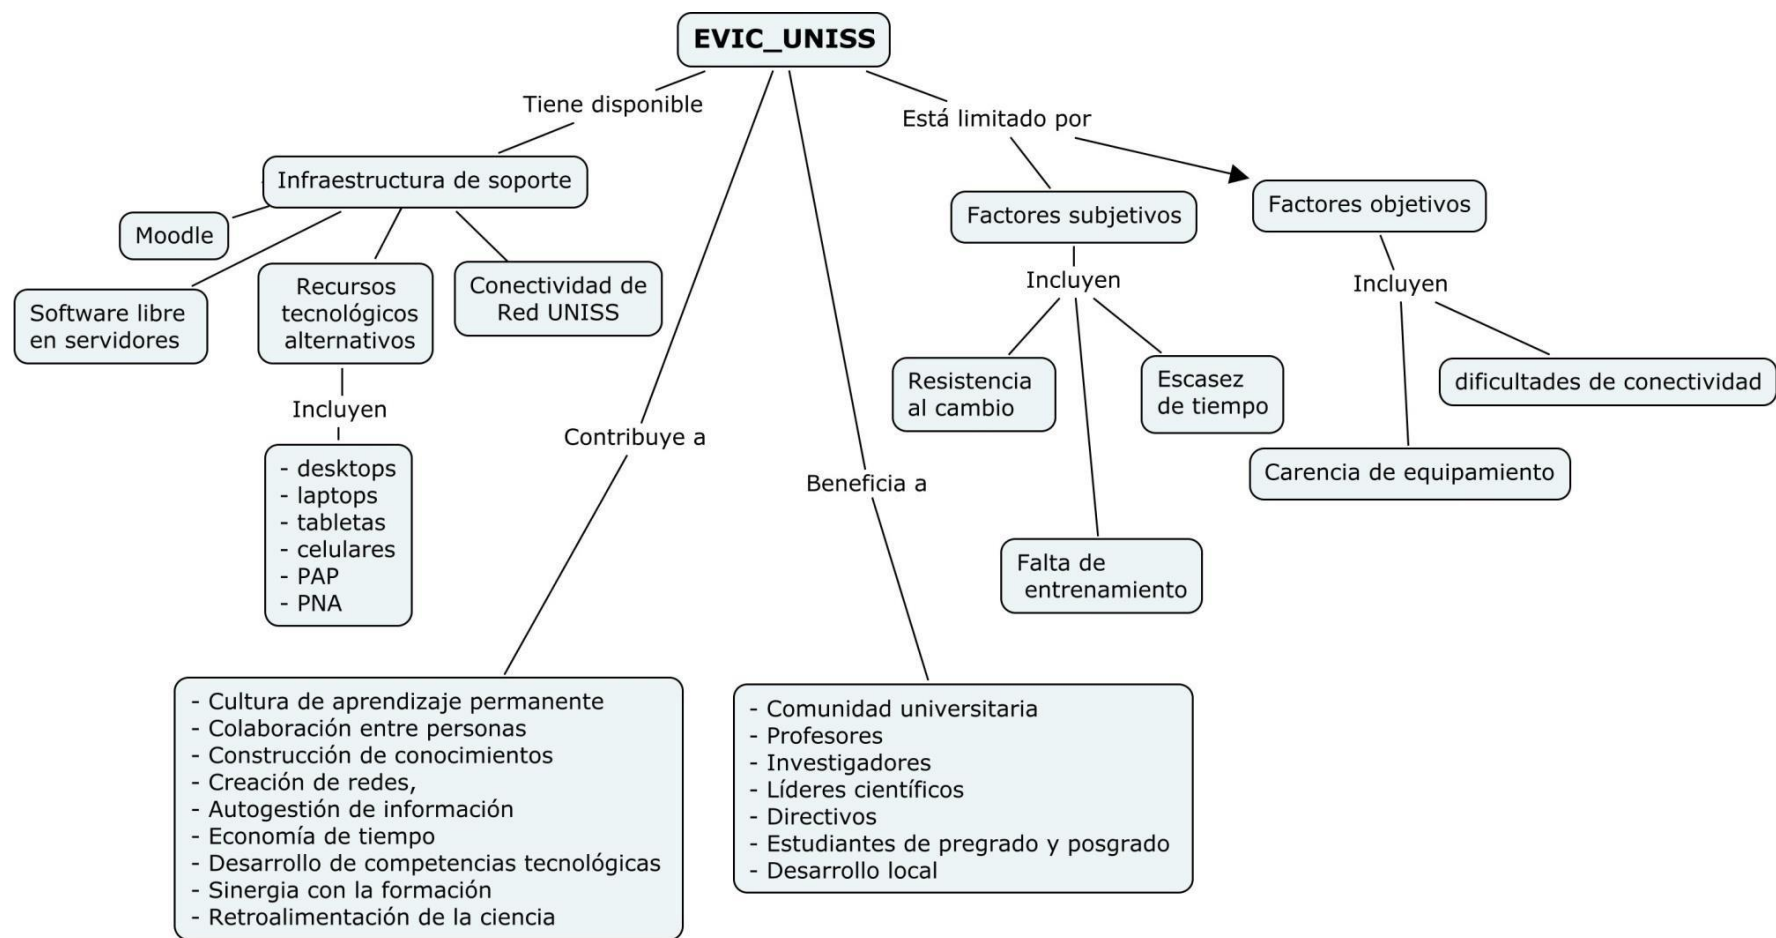 EVIC_UNISS
Tiene disponible
Está limitado por
Infraestructura de soporte
Moodle
Software libre
en servidores
Recursos
tecnológicos
alternativos
Conectividad de
Red UNISS
Incluyen
- desktops
- laptops
- tabletas
- celulares
- PAP
- PNA
Contribuye a
- Cultura de aprendizaje permanente
- Colaboración entre personas
- Construcción de conocimientos
- Creación de redes,
- Autogestión de información
- Economía de tiempo
- Desarrollo de competencias tecnológicas
- Sinergia con la formación
- Retroalimentación de la ciencia
Beneficia a
- Comunidad universitaria
- Profesores
- Investigadores
- Líderes científicos
- Directivos
- Estudiantes de pregrado y posgrado
- Desarrollo local
Factores subjetivos
Incluyen
Resistencia
al cambio
Escasez
de tiempo
Falta de
entrenamiento
Factores objetivos
Incluyen
dificultades de conectividad
Carencia de equipamiento